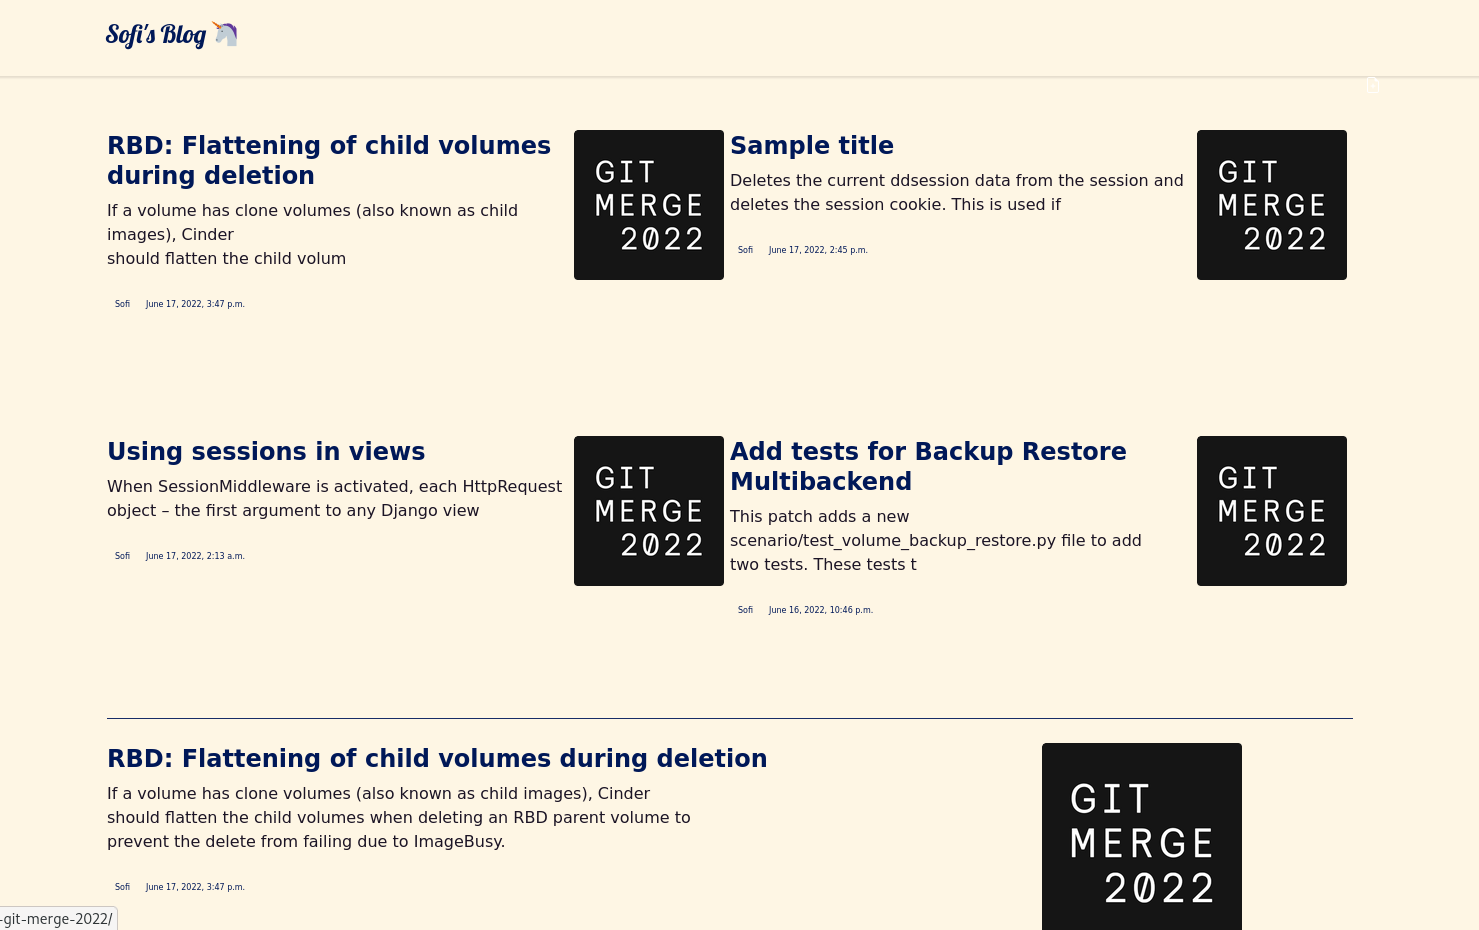 Sofi's Blog 🦄
RBD: Flattening of child volumes
during deletion
If a volume has clone volumes (also known as child
images), Cinder
should flatten the child volum
Sofi June 17, 2022, 3:47 p.m.
GIT
MERGE
2022
Sample title
Deletes the current ddsession data from the session and
deletes the session cookie. This is used if
Sofi June 17, 2022, 2:45 p.m.
GIT
MERGE
2022
Using sessions in views
When SessionMiddleware is activated, each HttpRequest
object – the first argument to any Django view
Sofi June 17, 2022, 2:13 a.m.
GIT
MERGE
2022
Add tests for Backup Restore
Multibackend
This patch adds a new
scenario/test_volume_backup_restore.py file to add
two tests. These tests t
Sofi June 16, 2022, 10:46 p.m.
GIT
MERGE
2022
RBD: Flattening of child volumes during deletion
If a volume has clone volumes (also known as child images), Cinder
should flatten the child volumes when deleting an RBD parent volume to
prevent the delete from failing due to ImageBusy.
Sofi June 17, 2022, 3:47 p.m.
GIT
MERGE
2022
-git-merge-2022/